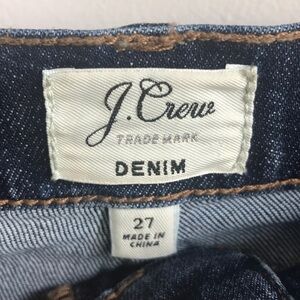 J.Crew
TRADE MARK
DENIM
27
MADE IN
CHINA